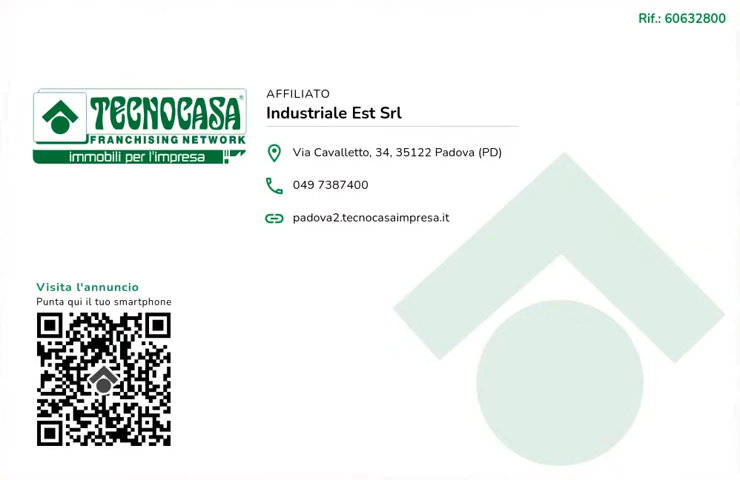 Rif.: 60632800
TECNOCASA
FRANCHISING NETWORK
immobili per l'impresa
AFFILIATO
Industriale Est Srl
Via Cavalletto, 34, 35122 Padova (PD)
049 7387400
padova2.tecnocasaimpresa.it
Visita l'annuncio
Punta qui il tuo smartphone